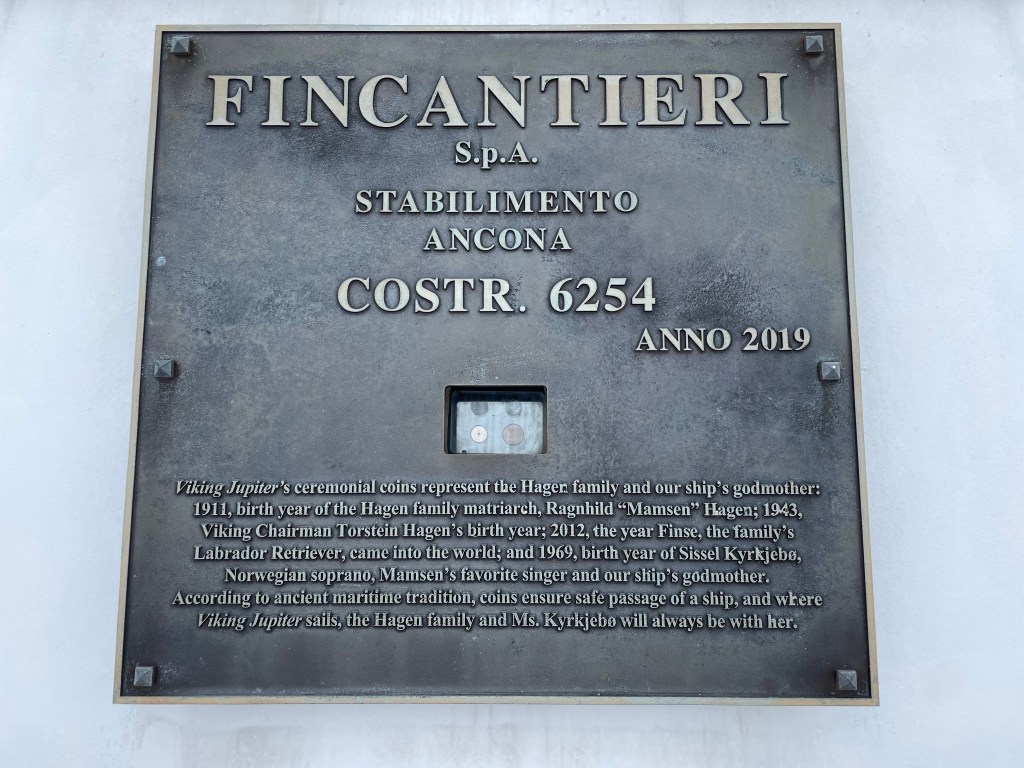 FINCANTIERI
S.p.A.
STABILIMENTO
ANCONA
COSTR. 6254
ANNO 2019
Viking Jupiter's ceremonial coins represent the Hagen family and our ship's godmother:
1911, birth year of the Hagen family matriarch, Ragnhild “Mamsen” Hagen; 1943,
Viking Chairman Torstein Hagen's birth year; 2012, the year Finse, the family's
Labrador Retriever, came into the world; and 1969, birth year of Sissel Kyrkjebø,
Norwegian soprano, Mamsen's favorite singer and our ship's godmother.
According to ancient maritime tradition, coins ensure safe passage of a ship, and where
Viking Jupiter sails, the Hagen family and Ms. Kyrkjebø will always be with her.